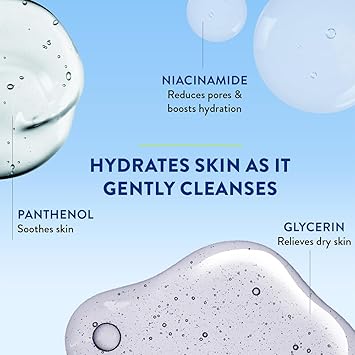 NIACINAMIDE
Reduces pores &
boosts hydration
HYDRATES SKIN AS IT
GENTLY CLEANSES
PANTHENOL
Soothes skin
GLYCERIN
Relieves dry skin